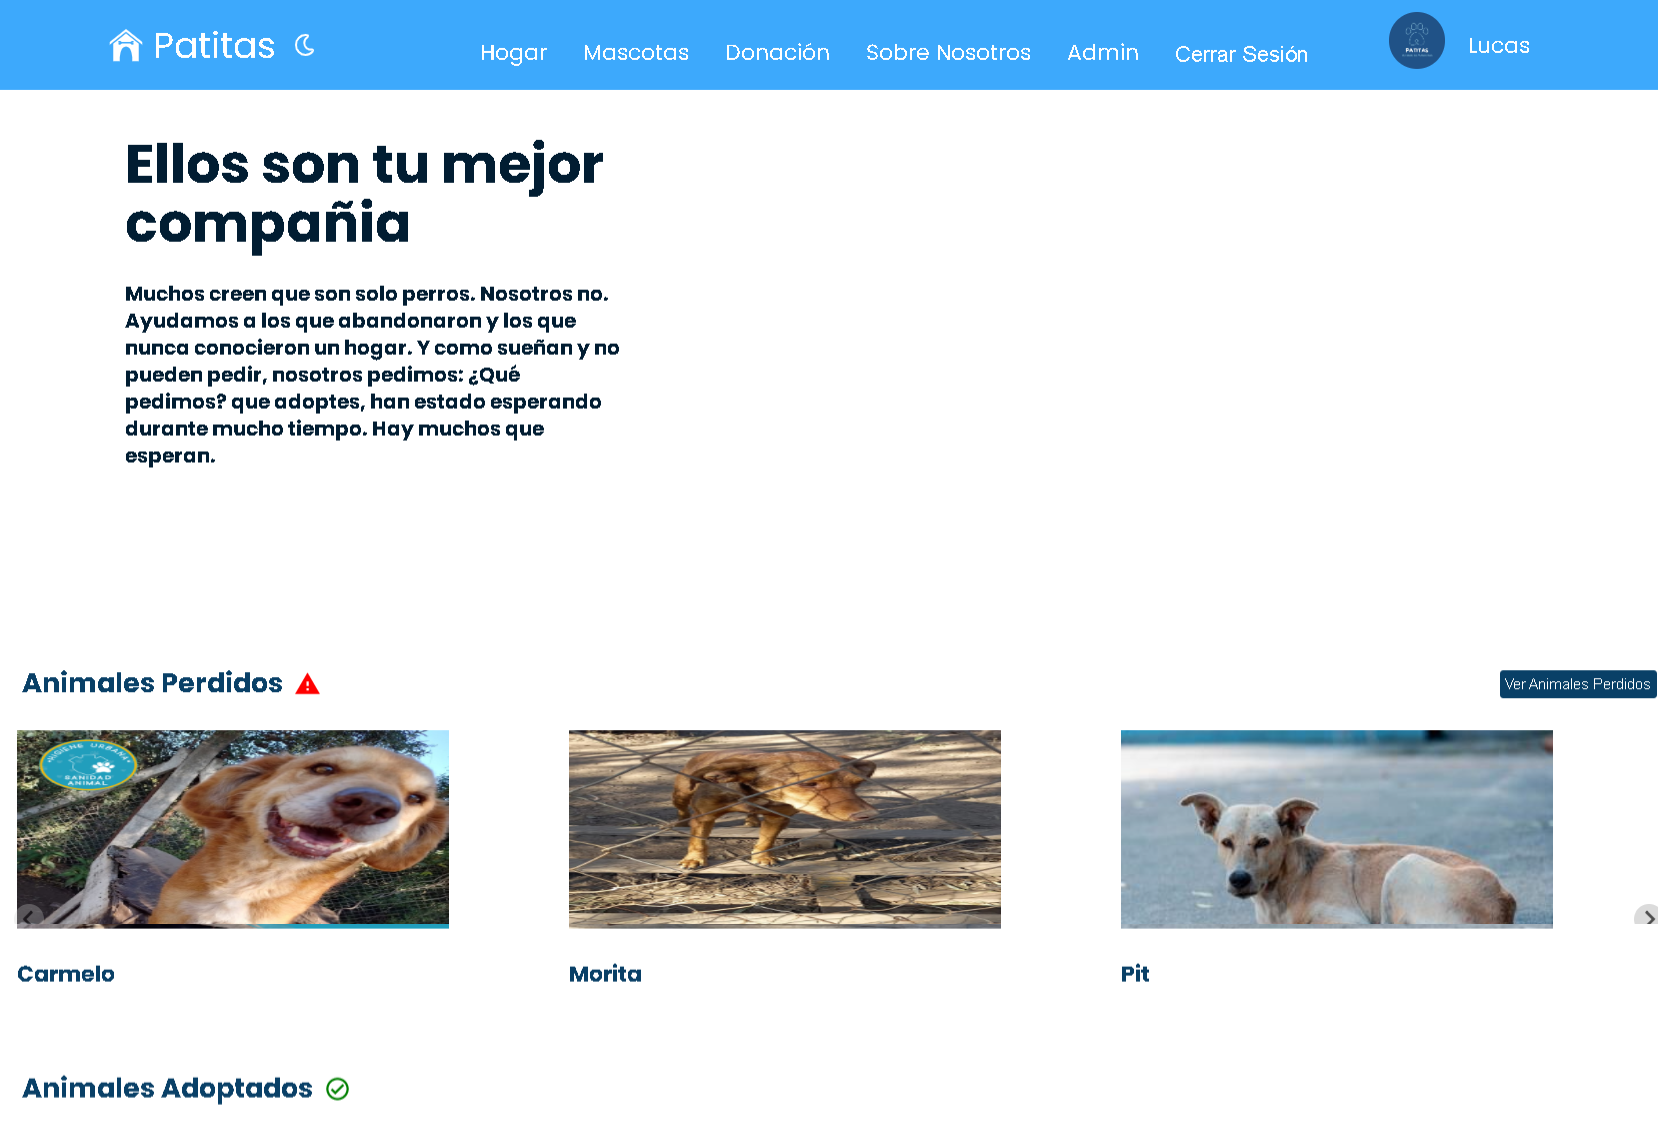 Patitas
Hogar
Mascotas
Donación
Sobre Nosotros
Admin
Cerrar Sesión
PATITAS
Lucas
Ellos son tu mejor
compañia
Muchos creen que son solo perros. Nosotros no.
Ayudamos a los que abandonaron y los que
nunca conocieron un hogar. Y como sueñan y no
pueden pedir, nosotros pedimos: ¿Qué
pedimos? que adoptes, han estado esperando
durante mucho tiempo. Hay muchos que
esperan.
Animales Perdidos
Ver Animales Perdidos
HIGIENE URBANA
SANIDAD
ANIMAL
Carmelo
Morita
Pit
Animales Adoptados